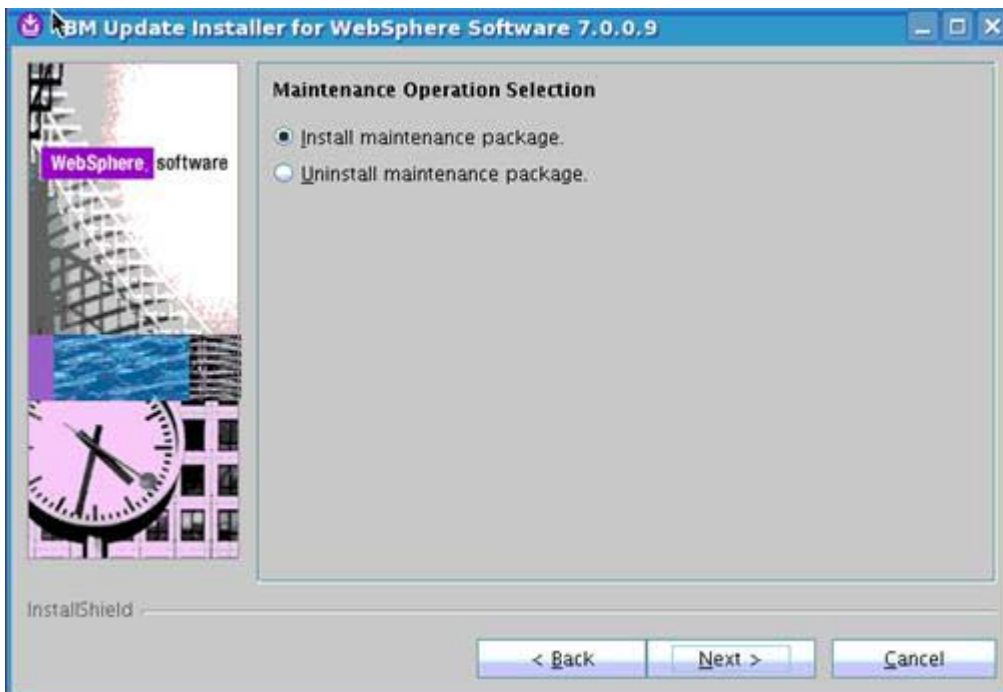 IBM Update Installer for WebSphere Software 7.0.0.9
Maintenance Operation Selection
Install maintenance package.
Uninstall maintenance package.
WebSphere. software
InstallShield
< Back
Next >
Cancel